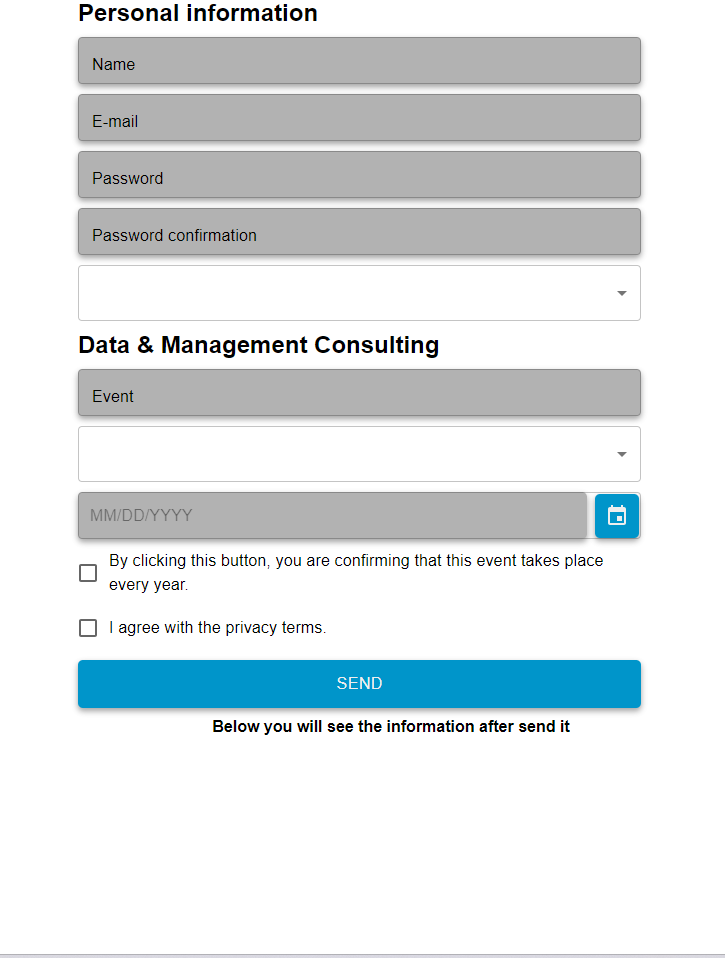 Personal information
Name
E-mail
Password
Password confirmation
Data & Management Consulting
Event
MM/DD/YYYY
By clicking this button, you are confirming that this event takes place
every year.
I agree with the privacy terms.
SEND
Below you will see the information after send it